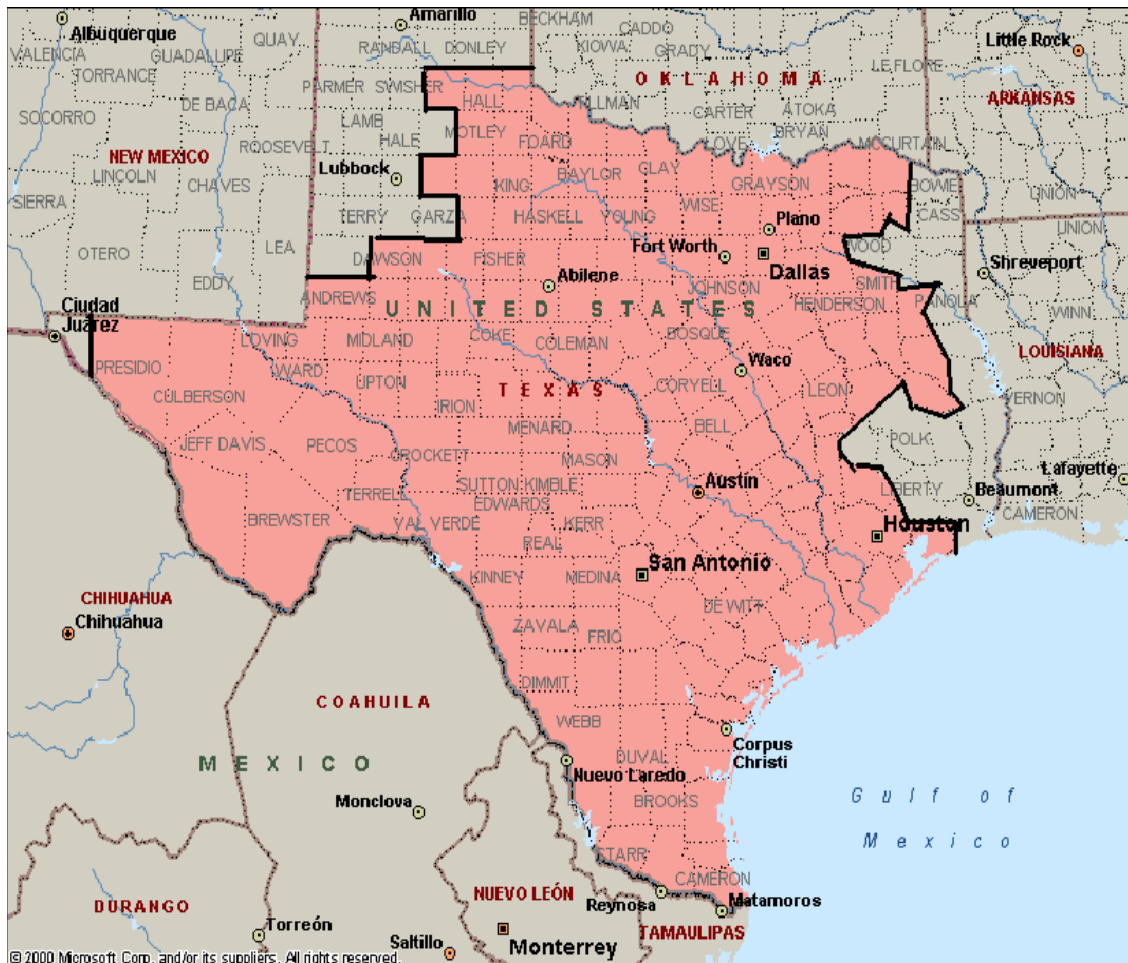 Amarillo
BECKHAM
CADDO
Albuquerque
QUAY
RANDALL
DONLEY
KIOWA
GRADY
Little Rock
VALENCIA
GUADALUPE
LE FLORE
TORRANCE
PARMER
SWISHER
OKLAHOMA
ARKANSAS
DE BACA
HALL
TILLMAN
CARTER
ATOKA
SOCORRO
LAMB
HALE
MOTLEY
FOARD
LOVE
BRYAN
MCCURTAIN
NEW MEXICO
ROOSEVELT
LINCOLN
CHAVES
Lubbock
KING
BAYLOR
CLAY
GRAYSON
BOWIE
UNION
SIERRA
TERRY
GARZA
HASKELL
YOUNG
WISE
Plano
CASS
UNION
OTERO
LEA
DAWSON
FISHER
Fort Worth
Dallas
WOOD
Shreveport
EDDY
ANDREWS
Abilene
JOHNSON
SMITH
PANOLA
Ciudad
Juárez
UNITED STATES
HENDERSON
WINN
LOVING
MIDLAND
COKE
COLEMAN
BOSQUE
LOUISIANA
PRESIDIO
WARD
UPTON
TEXAS
CORYELL
Waco
LEON
VERNON
CULBERSON
IRION
MENARD
BELL
JEFF DAVIS
PECOS
CROCKETT
MASON
POLK
Lafayette
TERRELL
SUTTON
KIMBLE
Austin
LIBERTY
Beaumont
BREWSTER
VAL VERDE
EDWARDS
KERR
CAMERON
REAL
Houston
KINNEY
MEDINA
San Antonio
CHIHUAHUA
Chihuahua
ZAVALA
FRIO
DE WITT
DIMMIT
COAHUILA
WEBB
MEXICO
DUVAL
Corpus
Christi
Nuevo Laredo
Monclova
BROOKS
Gulf of
Mexico
STARR
CAMERON
DURANGO
NUEVO LEÓN
Reynosa
Matamoros
Torreón
Saltillo
Monterrey
TAMAULIPAS
© 2000 Microsoft Corp. and/or its suppliers. All rights reserved.